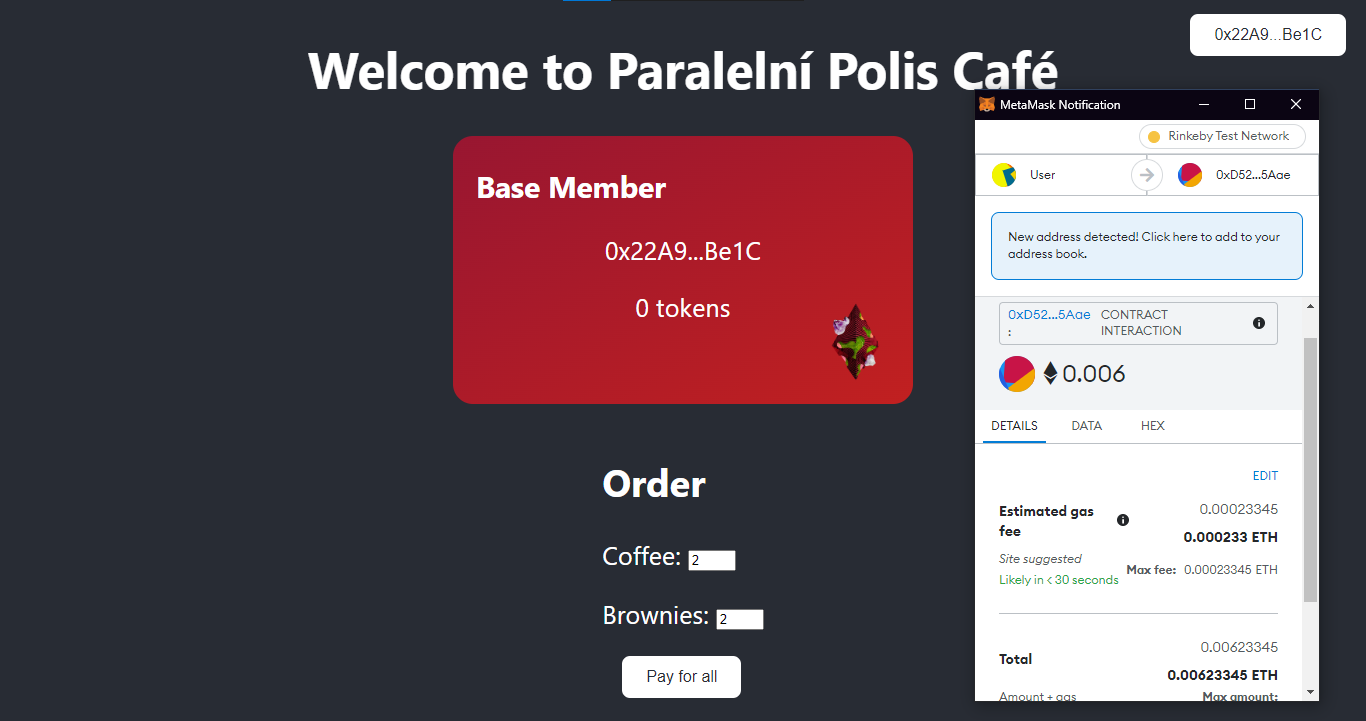 0x22A9...Be1C
Welcome to Paralelní Polis Café
Base Member
0x22A9...Be1C
0 tokens
Order
Coffee: 2
Brownies: 2
Pay for all
MetaMask Notification
Rinkeby Test Network
User
0xD52...5Aae
New address detected! Click here to add to your
address book.
0xD52...5Aae CONTRACT
: INTERACTION
0.006
DETAILS DATA HEX
EDIT
Estimated gas 0.00023345
fee 0.000233 ETH
Site suggested Max fee: 0.00023345 ETH
Likely in < 30 seconds
0.00623345
Total 0.00623345 ETH
Amount + gas Max amount: